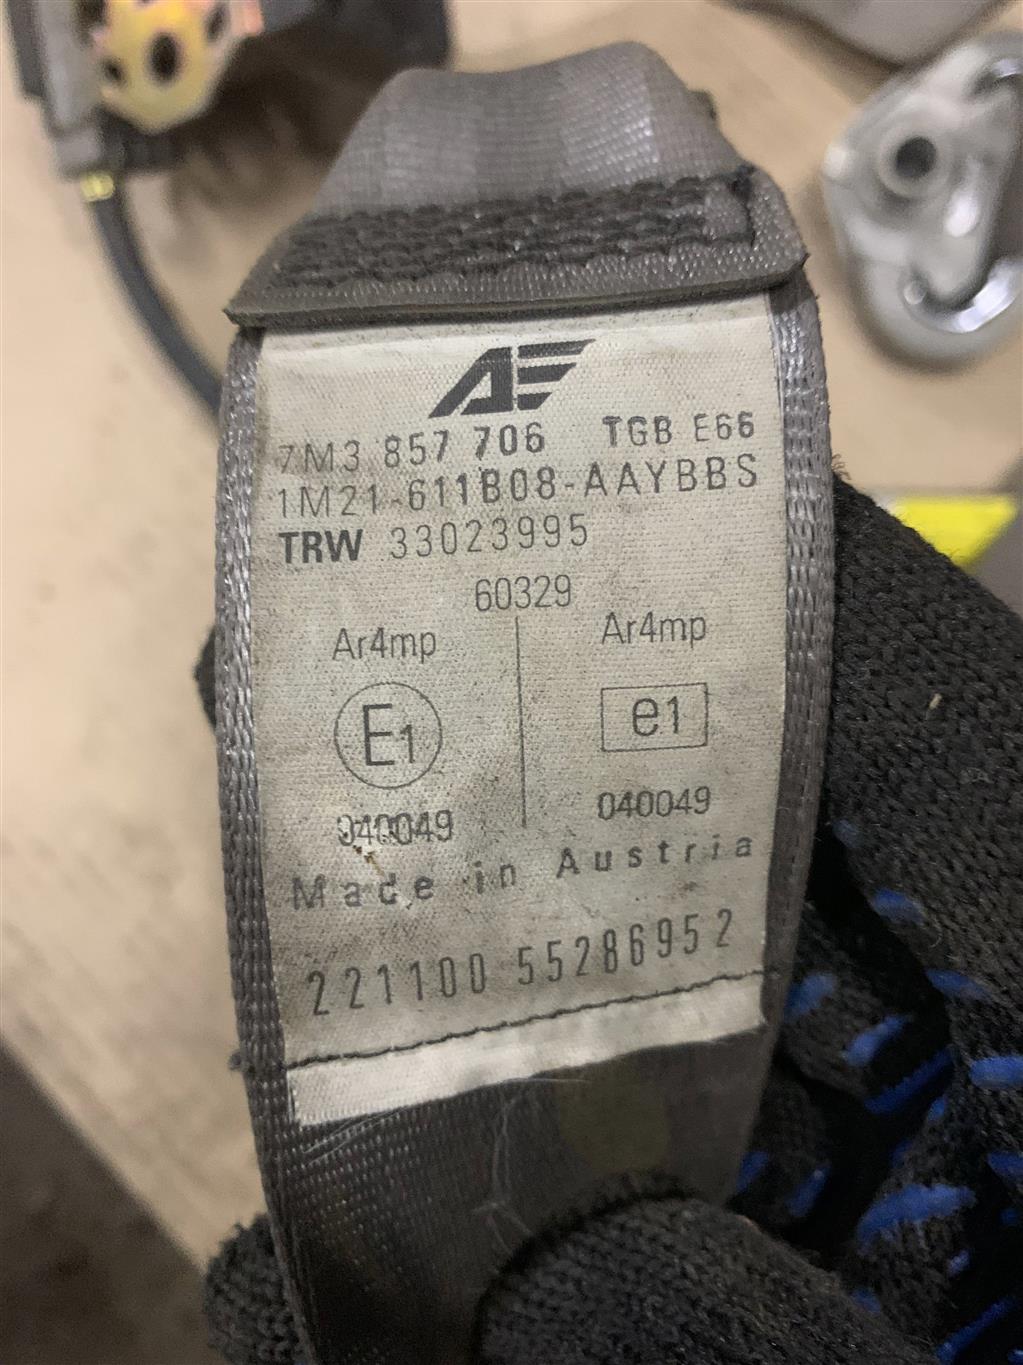 AE
7M3 857 706 TGB E66
1M21-611B08-AAYBBS
TRW 33023995
60329
Ar4mp Ar4mp
E1 e1
040049 040049
Made in Austria
221100 55286952